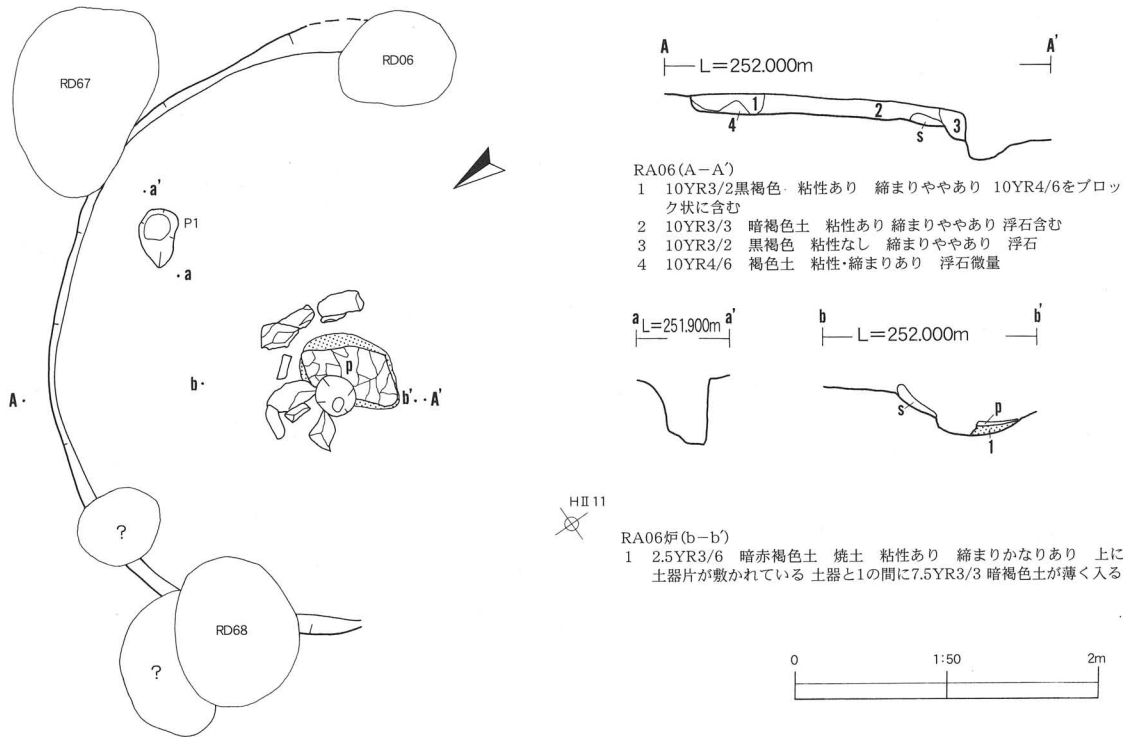 RD67
RD06
a'
P1
a
p
b
b'
A'
A
?
?
RD68
A
A'
L=252.000m
1
2
3
4
s
RA06(A−A')
1 10YR3/2黒褐色 粘性あり 締まりややあり 10YR4/6をブロッ
ク状に含む
2 10YR3/3 暗褐色土 粘性あり 締まりややあり 浮石含む
3 10YR3/2 黒褐色 粘性なし 締まりややあり 浮石
4 10YR4/6 褐色土 粘性・締まりあり 浮石微量
a L=251.900m a'
b L=252.000m b'
s
p
1
HⅡ11
RA06炉(b−b')
1 2.5YR3/6 暗赤褐色土 焼土 粘性あり 締まりかなりあり 上に
土器片が敷かれている 土器と1の間に7.5YR3/3 暗褐色土が薄く入る
0 1:50 2m